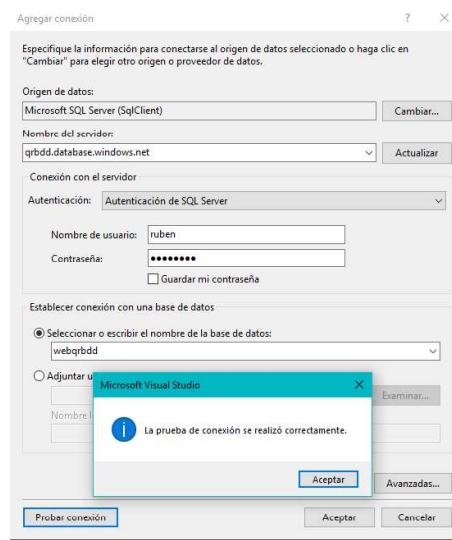 Agregar conexión ?
Especifique la información para conectarse al origen de datos seleccionado o haga clic en
"Cambiar" para elegir otro origen o proveedor de datos.
Origen de datos:
Microsoft SQL Server (SqlClient) Cambiar...
Nombre del servidor:
qrbdd.database.windows.net Actualizar
Conexión con el servidor
Autenticación: Autenticación de SQL Server
Nombre de usuario: ruben
Contraseña: ●●●●●●●●
Guardar mi contraseña
Establecer conexión con una base de datos
Seleccionar o escribir el nombre de la base de datos:
webqrbdd
Adjuntar u
Microsoft Visual Studio
Examinar...
Nombre l
La prueba de conexión se realizó correctamente.
Aceptar
Avanzadas...
Probar conexión Aceptar Cancelar